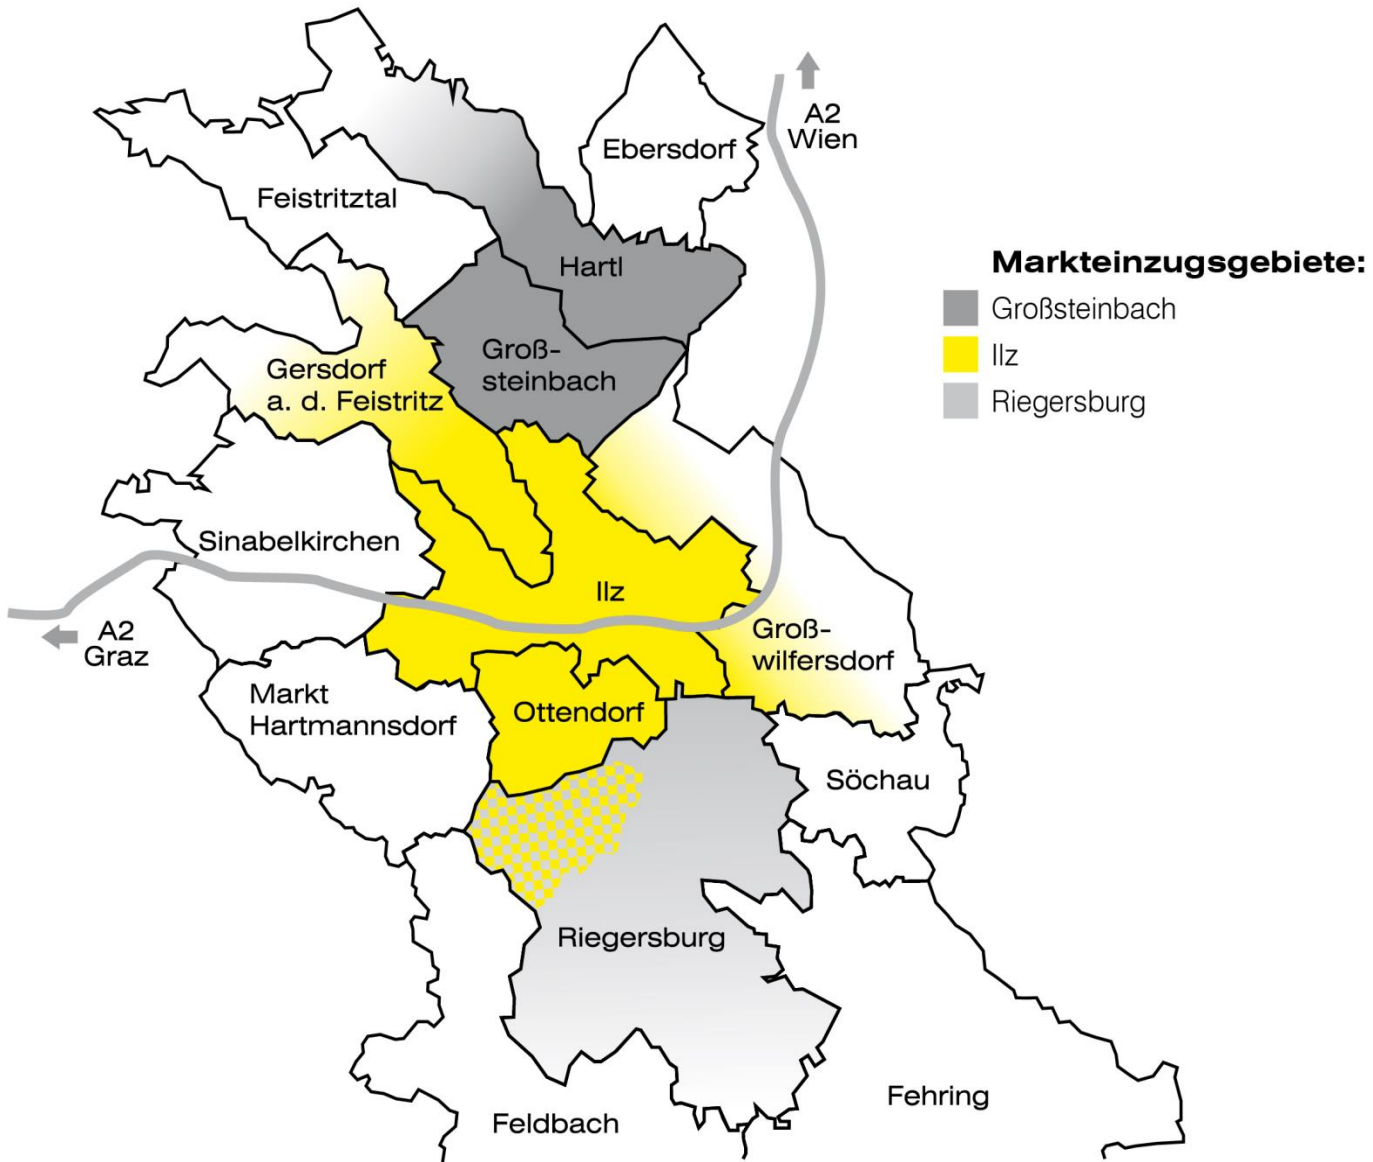 A2
Wien
Ebersdorf
Feistritztal
Hartl
Markteinzugsgebiete:
Großsteinbach
Ilz
Riegersburg
Groß-
steinbach
Gersdorf
a. d. Feistritz
Sinabelkirchen
Ilz
A2
Graz
Groß-
wilfersdorf
Markt
Hartmannsdorf
Ottendorf
Söchau
Riegersburg
Fehring
Feldbach